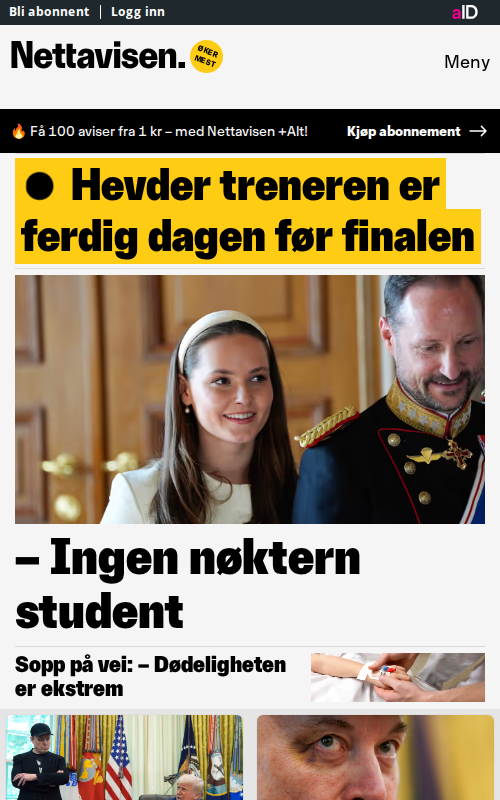 Bli abonnent | Logg inn
aID
Nettavisen.
ØKER
MEST
Meny
🔥 Få 100 aviser fra 1 kr – med Nettavisen +Alt!
Kjøp abonnement →
● Hevder treneren er
ferdig dagen før finalen
– Ingen nøktern
student
Sopp på vei: – Dødeligheten
er ekstrem